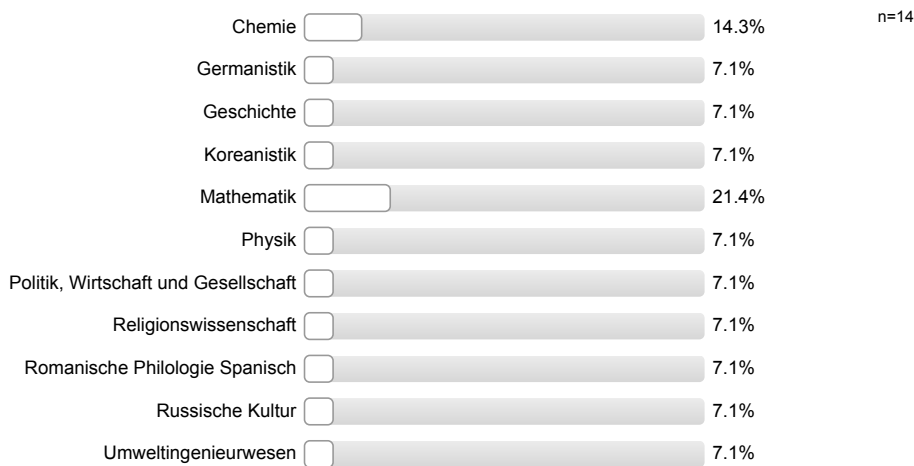 n=14
Chemie 14.3%
Germanistik 7.1%
Geschichte 7.1%
Koreanistik 7.1%
Mathematik 21.4%
Physik 7.1%
Politik, Wirtschaft und Gesellschaft 7.1%
Religionswissenschaft 7.1%
Romanische Philologie Spanisch 7.1%
Russische Kultur 7.1%
Umweltingenieurwesen 7.1%